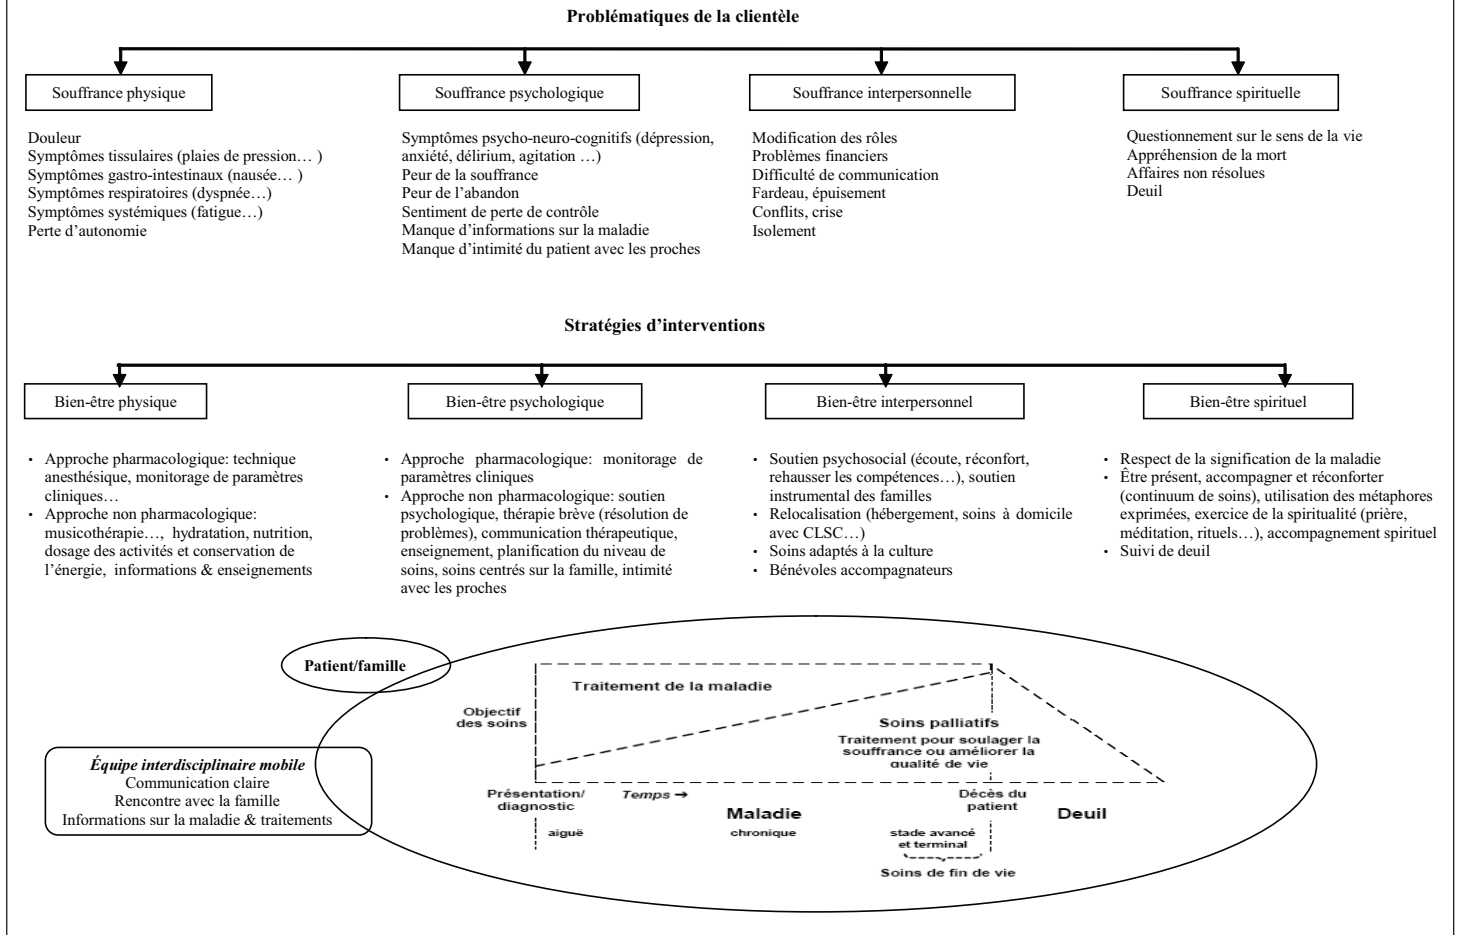 Problématiques de la clientèle
Souffrance physique
Souffrance psychologique
Souffrance interpersonnelle
Souffrance spirituelle
Douleur
Symptômes tissulaires (plaies de pression… )
Symptômes gastro-intestinaux (nausée… )
Symptômes respiratoires (dyspnée…)
Symptômes systémiques (fatigue…)
Perte d’autonomie
Symptômes psycho-neuro-cognitifs (dépression,
anxiété, délirium, agitation …)
Peur de la souffrance
Peur de l’abandon
Sentiment de perte de contrôle
Manque d’informations sur la maladie
Manque d’intimité du patient avec les proches
Modification des rôles
Problèmes financiers
Difficulté de communication
Fardeau, épuisement
Conflits, crise
Isolement
Questionnement sur le sens de la vie
Appréhension de la mort
Affaires non résolues
Deuil
Stratégies d’interventions
Bien-être physique
Bien-être psychologique
Bien-être interpersonnel
Bien-être spirituel
• Approche pharmacologique: technique
anesthésique, monitorage de paramètres
cliniques…
• Approche non pharmacologique:
musicothérapie…, hydratation, nutrition,
dosage des activités et conservation de
l’énergie, informations & enseignements
• Approche pharmacologique: monitorage de
paramètres cliniques
• Approche non pharmacologique: soutien
psychologique, thérapie brève (résolution de
problèmes), communication thérapeutique,
enseignement, planification du niveau de
soins, soins centrés sur la famille, intimité
avec les proches
• Soutien psychosocial (écoute, réconfort,
rehausser les compétences…), soutien
instrumental des familles
• Relocalisation (hébergement, soins à domicile
avec CLSC…)
• Soins adaptés à la culture
• Bénévoles accompagnateurs
• Respect de la signification de la maladie
• Être présent, accompagner et réconforter
(continuum de soins), utilisation des métaphores
exprimées, exercice de la spiritualité (prière,
méditation, rituels…), accompagnement spirituel
• Suivi de deuil
Patient/famille
Équipe interdisciplinaire mobile
Communication claire
Rencontre avec la famille
Informations sur la maladie & traitements
Traitement de la maladie
Objectif
des soins
Soins palliatifs
Traitement pour soulager la
souffrance ou améliorer la
qualité de vie
Présentation/
diagnostic
Temps →
Décès du
patient
Maladie
Deuil
aiguë
chronique
stade avancé
et terminal
Soins de fin de vie